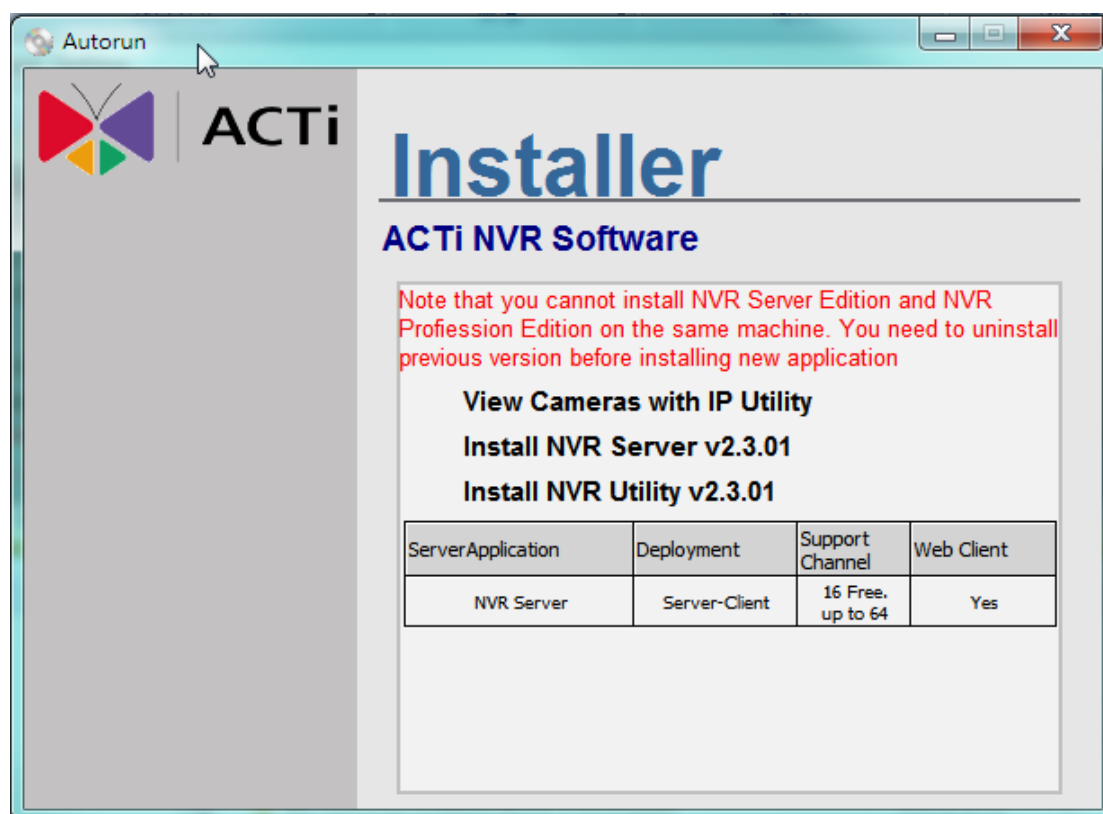 Autorun
ACTi
Installer
ACTi NVR Software
Note that you cannot install NVR Server Edition and NVR
Profiession Edition on the same machine. You need to uninstall
previous version before installing new application
View Cameras with IP Utility
Install NVR Server v2.3.01
Install NVR Utility v2.3.01
ServerApplication Deployment Support Channel Web Client
NVR Server Server-Client 16 Free. up to 64 Yes